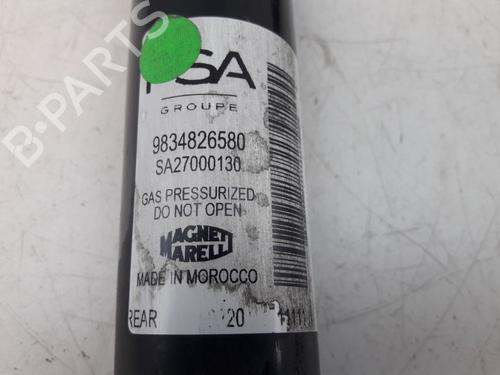 PSA
GROUPE
9834826580
SA27000130
GAS PRESSURIZED
DO NOT OPEN
MAGNETI
MARELLI
MADE IN MOROCCO
REAR
20
B-PARTS